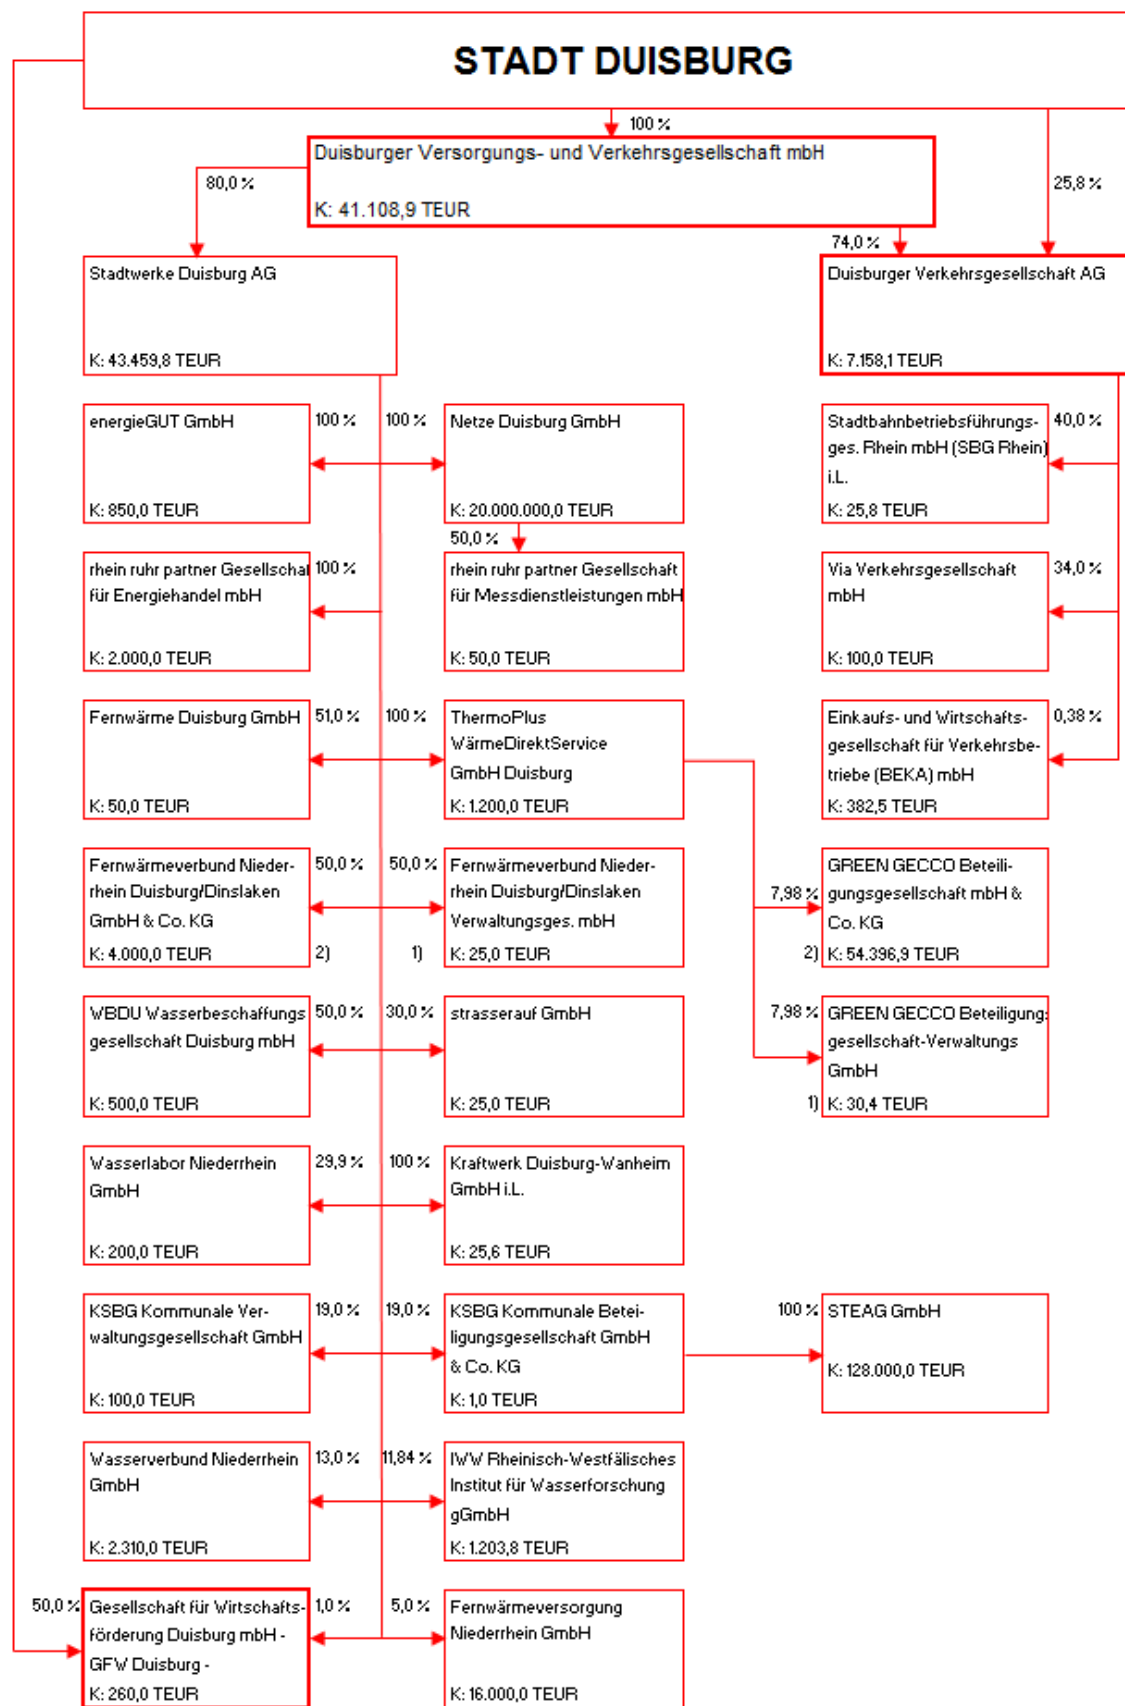 STADT DUISBURG
100 %
Duisburger Versorgungs- und Verkehrsgesellschaft mbH
K: 41.108,9 TEUR
80,0 %
25,8 %
74,0 %
Stadtwerke Duisburg AG
K: 43.459,8 TEUR
Duisburger Verkehrsgesellschaft AG
K: 7.158,1 TEUR
energieGUT GmbH
K: 850,0 TEUR
100 %
100 %
Netze Duisburg GmbH
K: 20.000.000,0 TEUR
Stadtbahnbetriebsführungs-
ges. Rhein mbH (SBG Rhein)
i.L.
K: 25,8 TEUR
40,0 %
50,0 %
rhein ruhr partner Gesellschaf
für Energiehandel mbH
K: 2.000,0 TEUR
100 %
rhein ruhr partner Gesellschaft
für Messdienstleistungen mbH
K: 50,0 TEUR
Via Verkehrsgesellschaft
mbH
K: 100,0 TEUR
34,0 %
Fernwärme Duisburg GmbH
K: 50,0 TEUR
51,0 %
100 %
ThermoPlus
WärmeDirektService
GmbH Duisburg
K: 1.200,0 TEUR
Einkaufs- und Wirtschafts-
gesellschaft für Verkehrsbe-
triebe (BEKA) mbH
K: 382,5 TEUR
0,38 %
Fernwärmeverbund Nieder-
rhein Duisburg/Dinslaken
GmbH & Co. KG
K: 4.000,0 TEUR
50,0 %
2)
50,0 %
1)
Fernwärmeverbund Nieder-
rhein Duisburg/Dinslaken
Verwaltungsges. mbH
K: 25,0 TEUR
7,98 %
2)
GREEN GECCO Beteili-
gungsgesellschaft mbH &
Co. KG
K: 54.396,9 TEUR
WBDU Wasserbeschaffungs
gesellschaft Duisburg mbH
K: 500,0 TEUR
50,0 %
30,0 %
strasserauf GmbH
K: 25,0 TEUR
7,98 %
1)
GREEN GECCO Beteiligungs
gesellschaft-Verwaltungs
GmbH
K: 30,4 TEUR
Wasserlabor Niederrhein
GmbH
K: 200,0 TEUR
29,9 %
100 %
Kraftwerk Duisburg-Wanheim
GmbH i.L.
K: 25,6 TEUR
KSBG Kommunale Ver-
waltungsgesellschaft GmbH
K: 100,0 TEUR
19,0 %
19,0 %
KSBG Kommunale Betei-
ligungsgesellschaft GmbH
& Co. KG
K: 1,0 TEUR
100 %
STEAG GmbH
K: 128.000,0 TEUR
Wasserverbund Niederrhein
GmbH
K: 2.310,0 TEUR
13,0 %
11,84 %
IWW Rheinisch-Westfälisches
Institut für Wasserforschung
gGmbH
K: 1.203,8 TEUR
50,0 %
Gesellschaft für Wirtschafts-
förderung Duisburg mbH -
GFW Duisburg -
K: 260,0 TEUR
1,0 %
5,0 %
Fernwärmeversorgung
Niederrhein GmbH
K: 16.000,0 TEUR